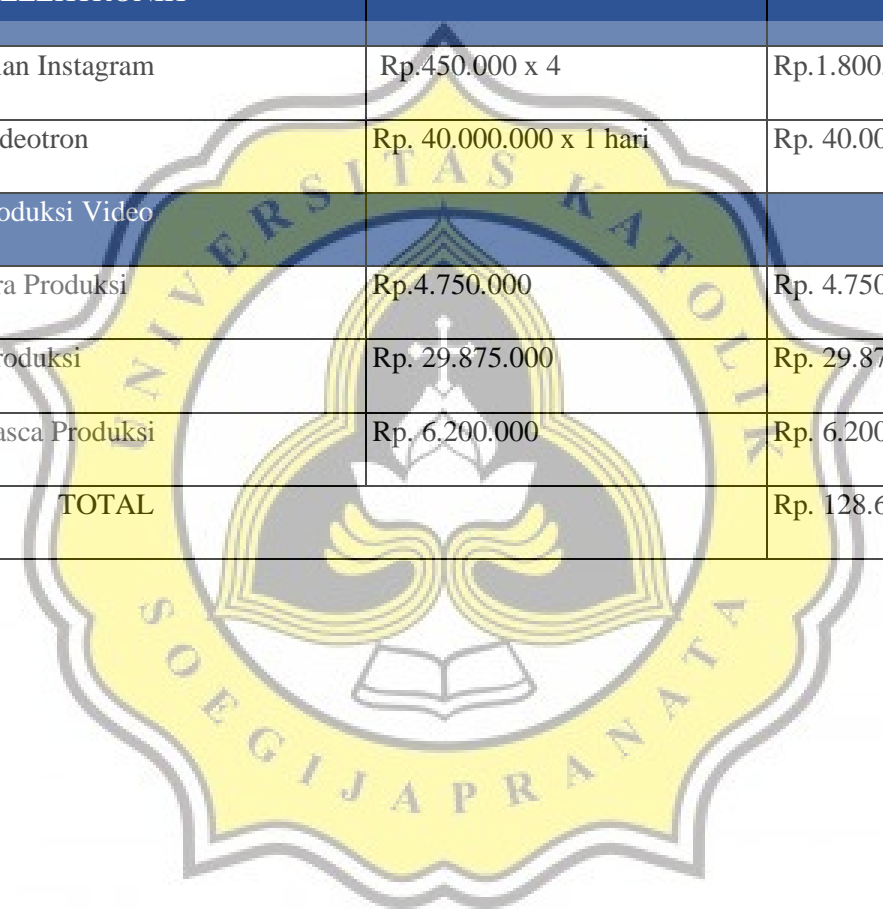 lan Instagram Rp.450.000 x 4 Rp.1.800.
deotron Rp. 40.000.000 x 1 hari Rp. 40.00
oduksi Video
ra Produksi Rp.4.750.000 Rp. 4.750
roduksi Rp. 29.875.000 Rp. 29.87
asca Produksi Rp. 6.200.000 Rp. 6.200
TOTAL Rp. 128.6
UNIVERSITAS KATOLIK
SOEGIJAPRANATA